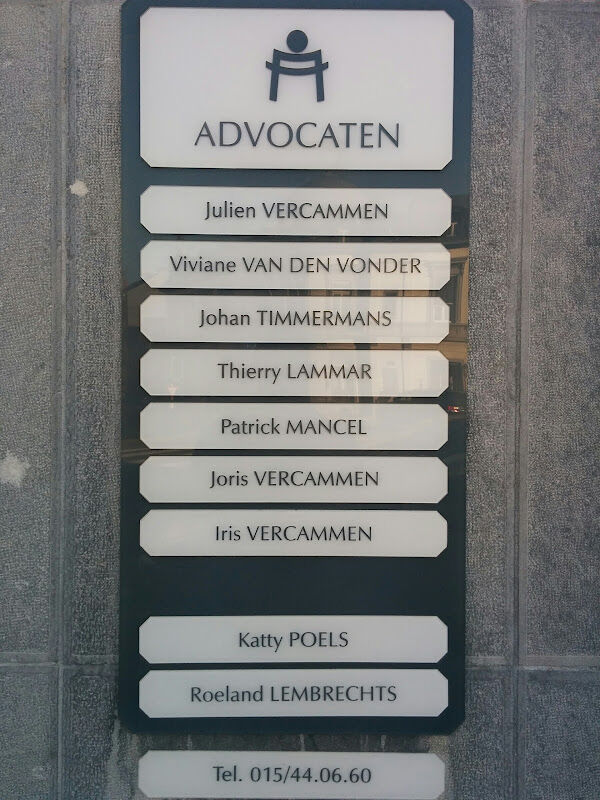 ADVOCATEN
Julien VERCAMMEN
Viviane VAN DEN VONDER
Johan TIMMERMANS
Thierry LAMMAR
Patrick MANCEL
Joris VERCAMMEN
Iris VERCAMMEN
Katty POELS
Roeland LEMBRECHTS
Tel. 015/44.06.60